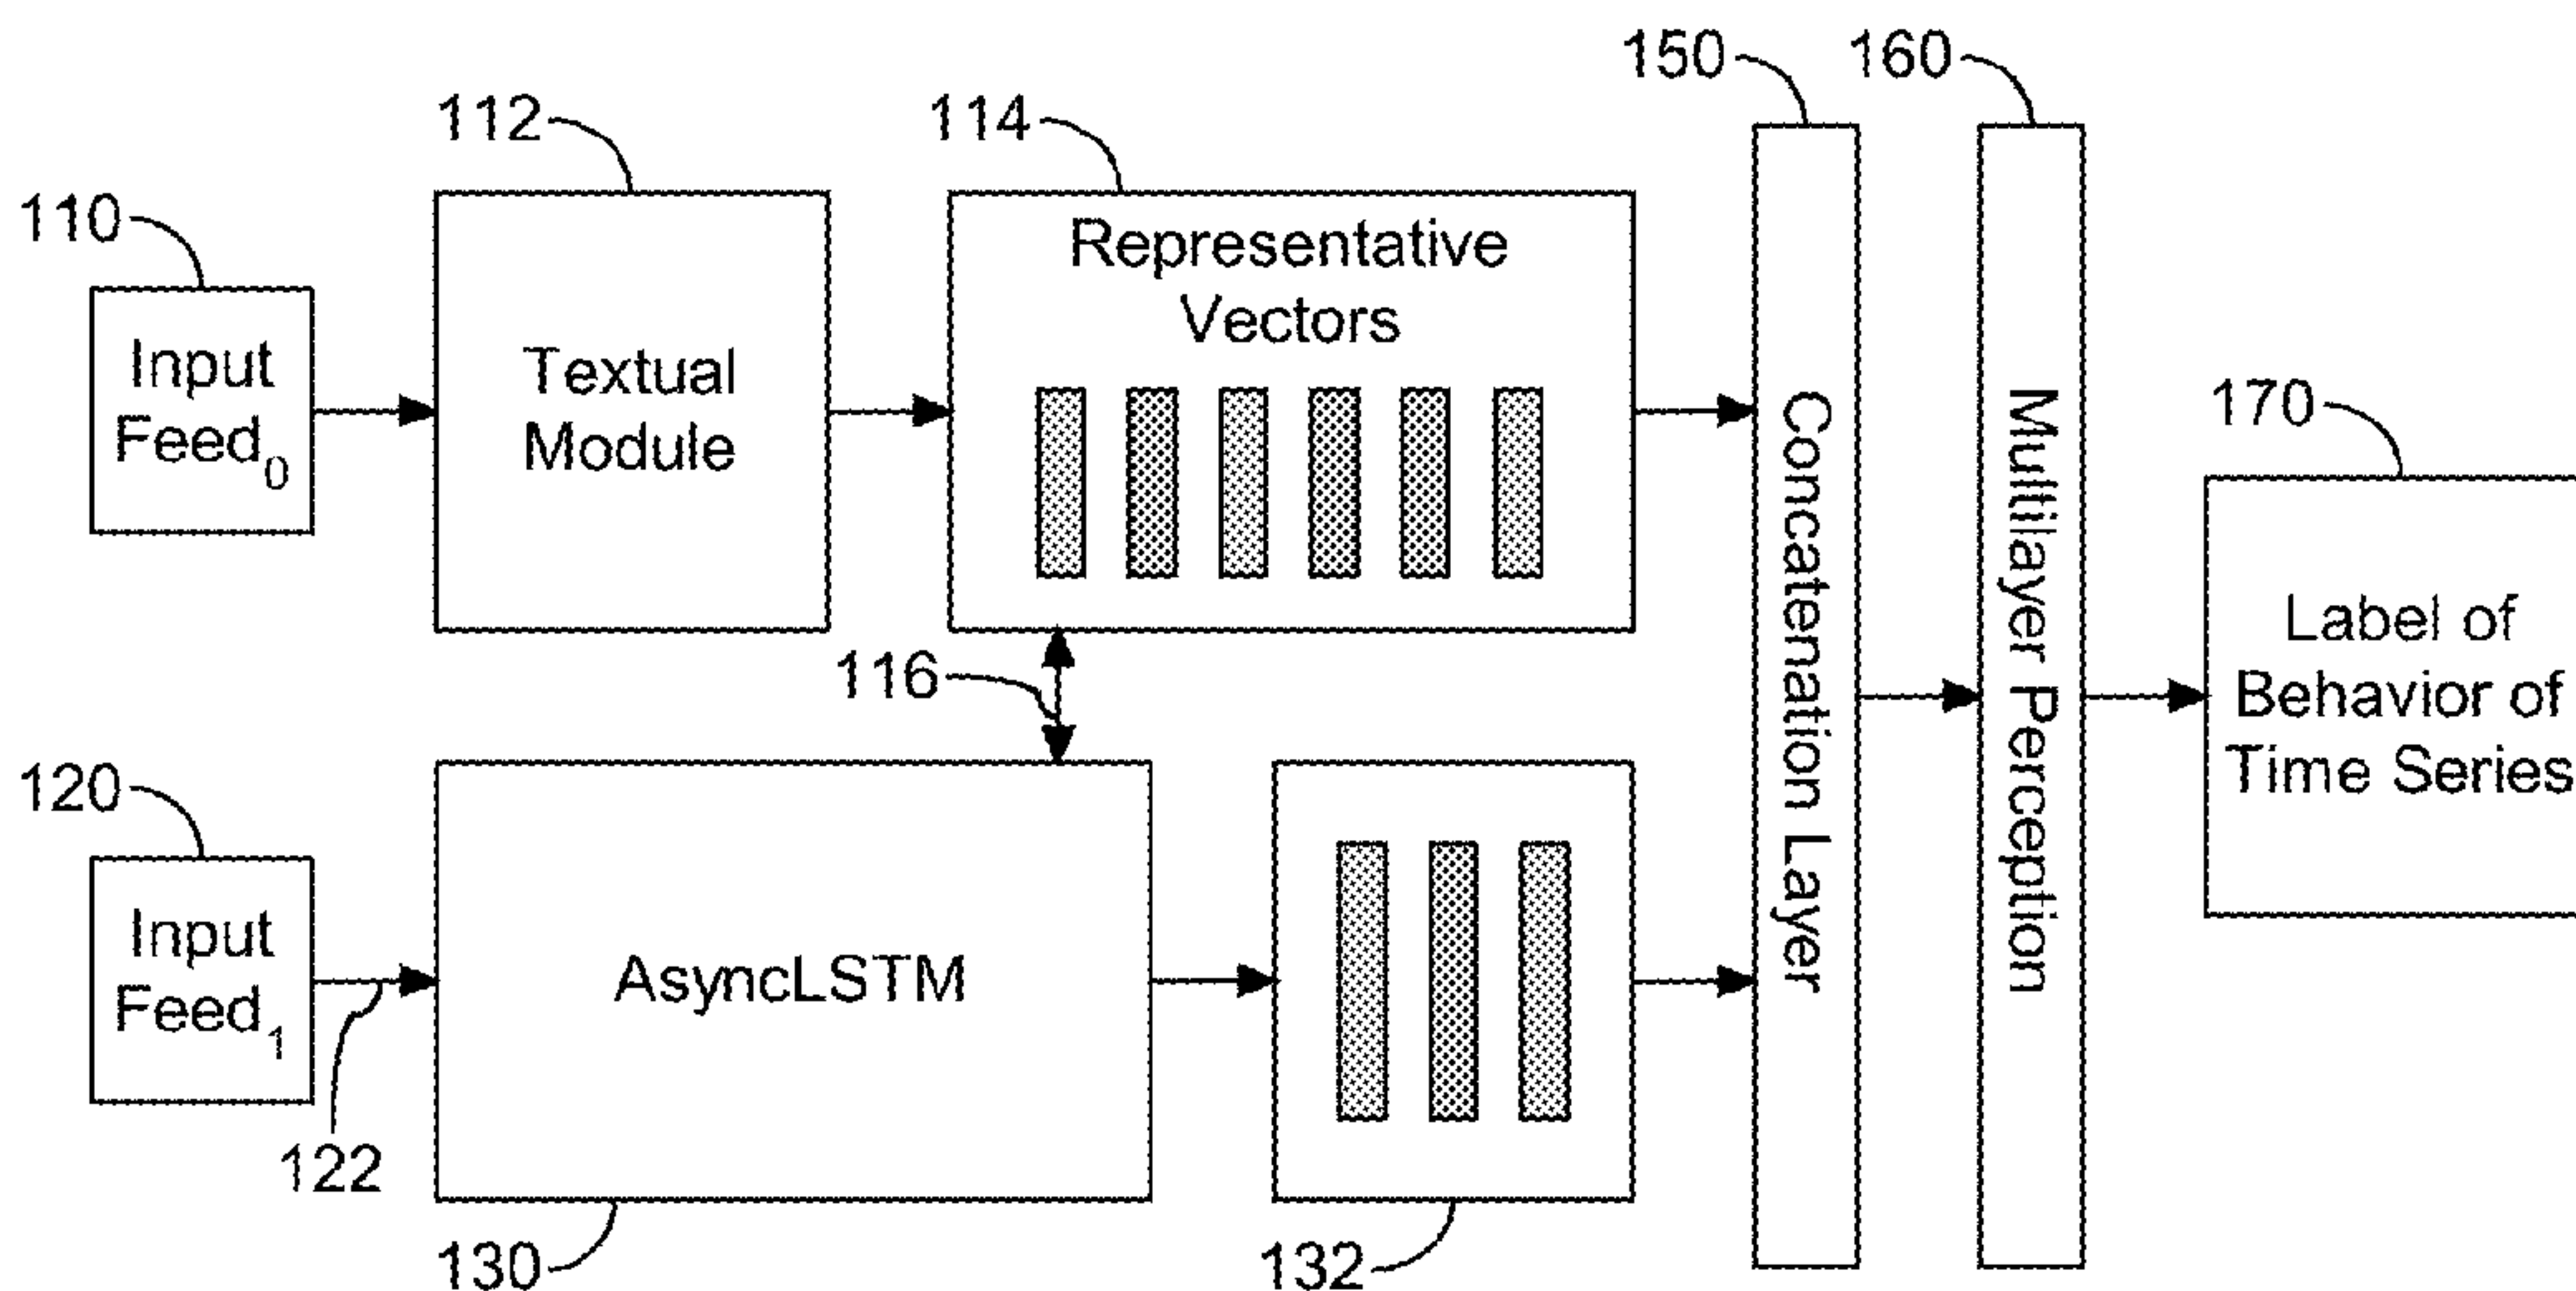 150
160
112
114
110
Representative
Vectors
Input
Feed0
Textual
Module
170
Concatenation Layer
Multilayer Perception
Label of
Behavior of
Time Series
116
120
Input
Feed1
AsyncLSTM
122
130
132